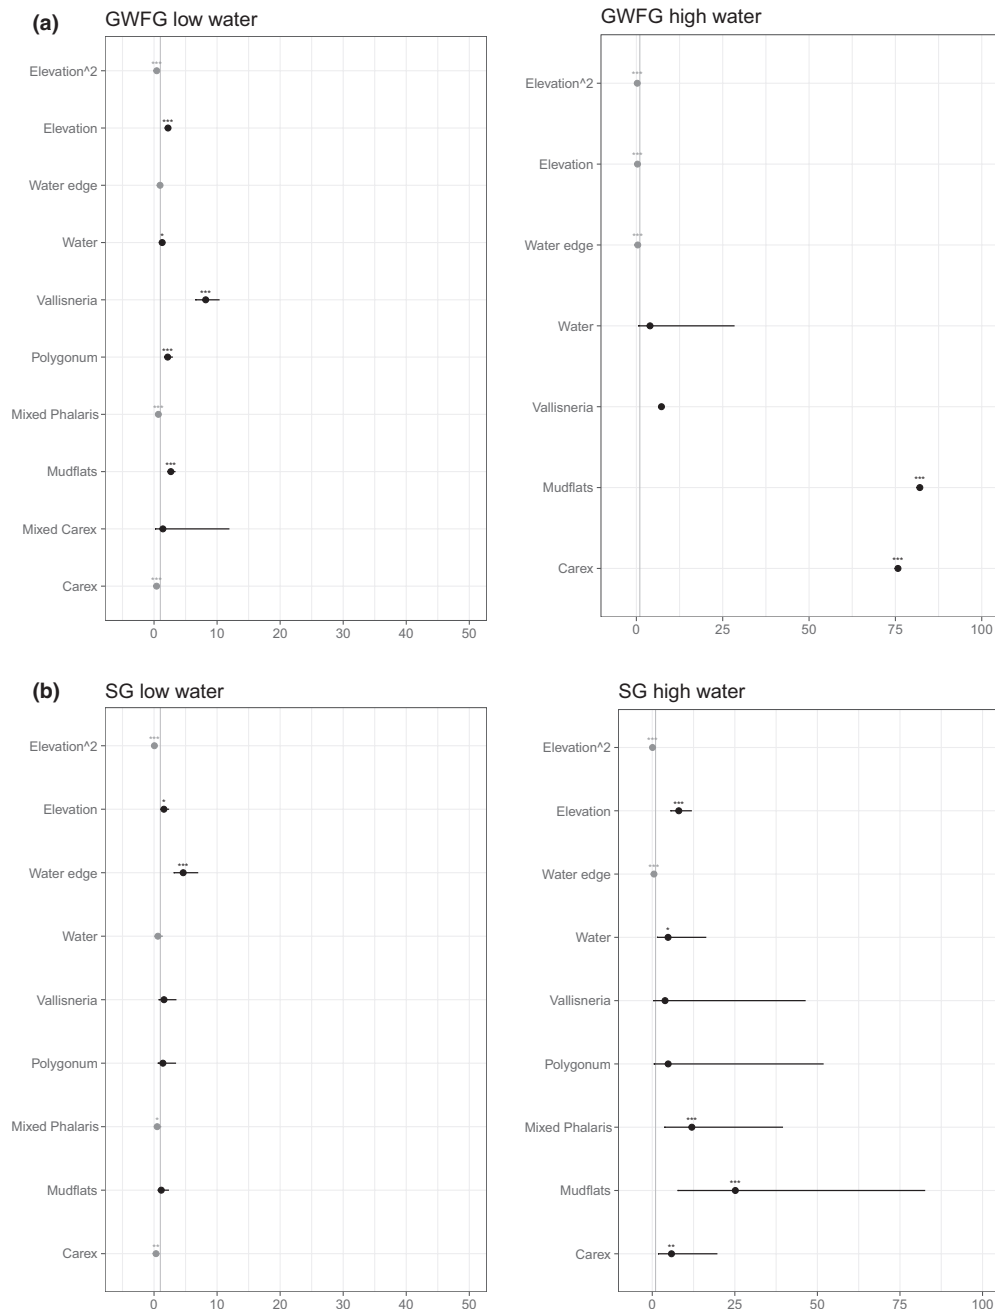 (a)
GWFG low water
Elevation^2
***
Elevation
***
Water edge
Water
*
Vallisneria
***
Polygonum
***
Mixed Phalaris
***
Mudflats
***
Mixed Carex
Carex
***
0 10 20 30 40 50
GWFG high water
Elevation^2
***
Elevation
***
Water edge
***
Water
Vallisneria
Mudflats
***
Carex
***
0 25 50 75 100
(b)
SG low water
Elevation^2
***
Elevation
*
Water edge
***
Water
Vallisneria
Polygonum
Mixed Phalaris
*
Mudflats
Carex
**
0 10 20 30 40 50
SG high water
Elevation^2
***
Elevation
***
Water edge
***
Water
*
Vallisneria
Polygonum
Mixed Phalaris
***
Mudflats
***
Carex
**
0 25 50 75 100